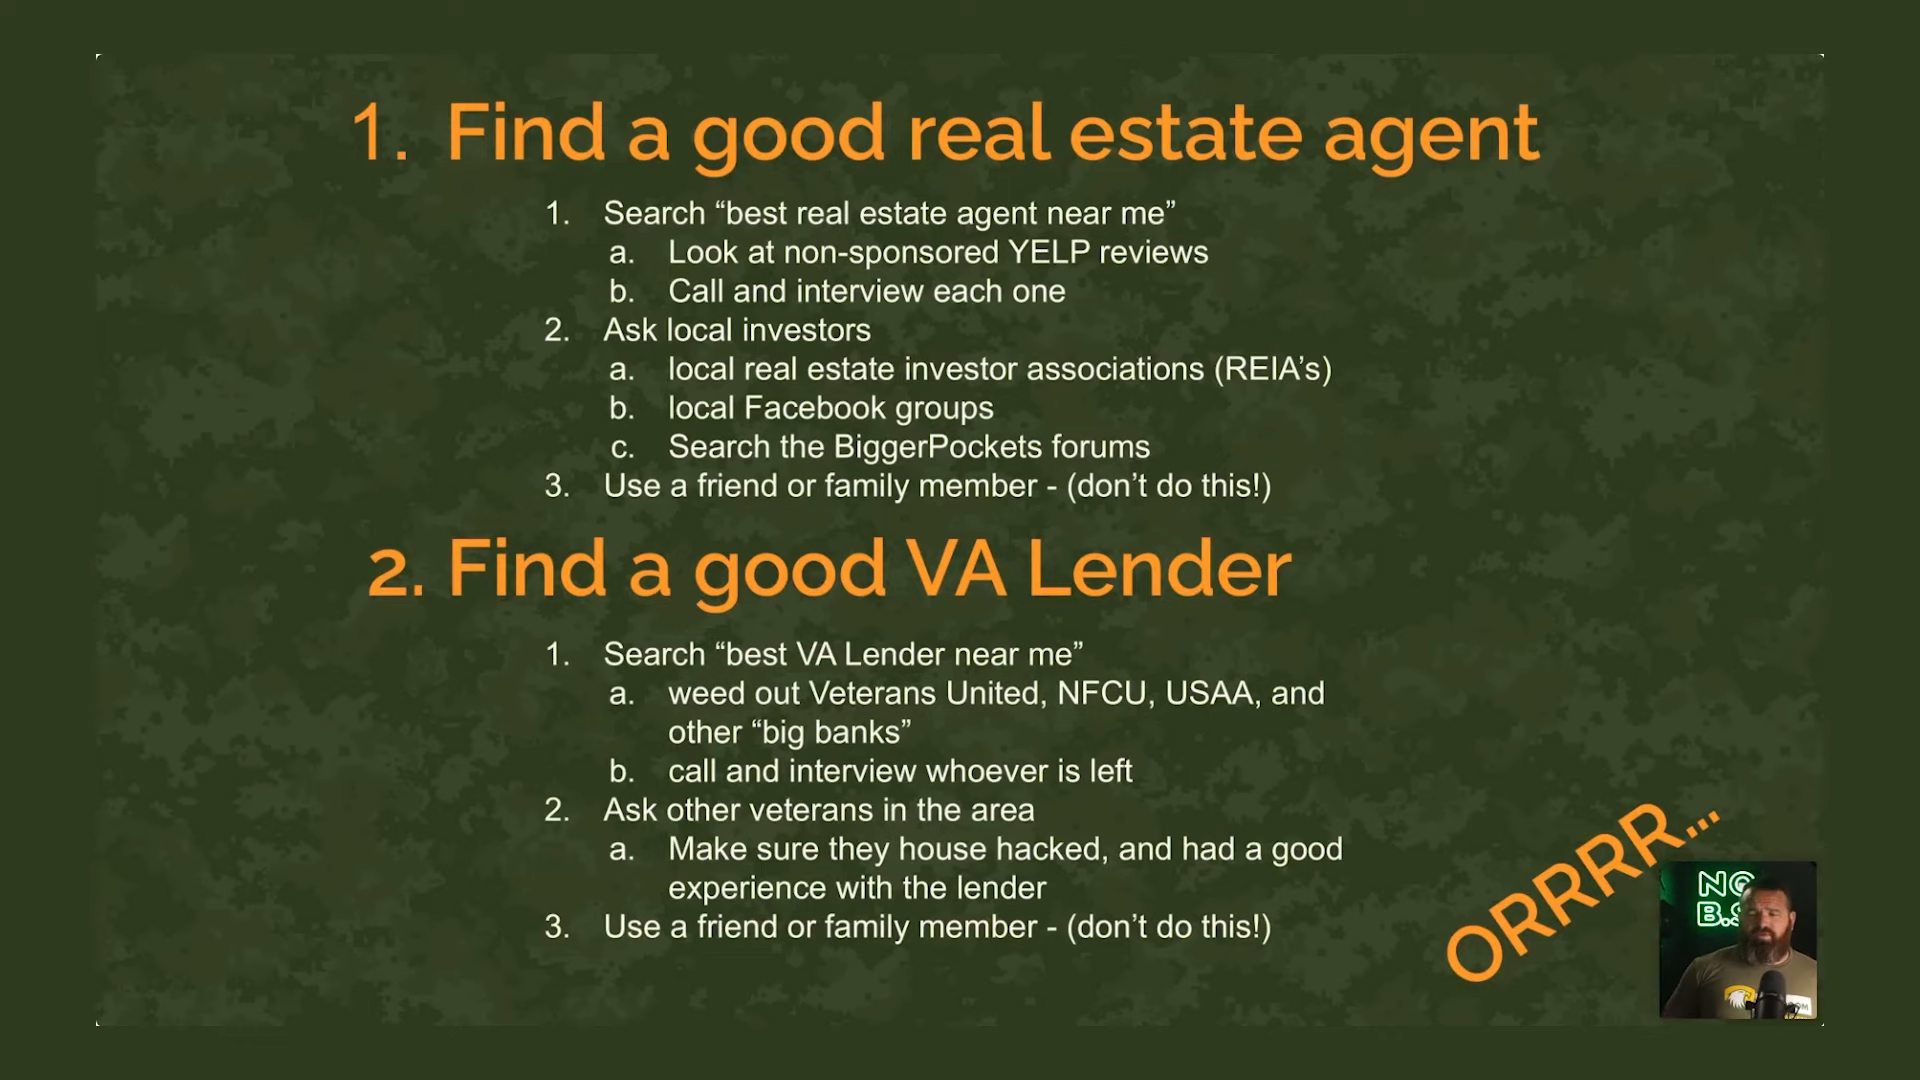 1. Find a good real estate agent
1. Search “best real estate agent near me”
a. Look at non-sponsored YELP reviews
b. Call and interview each one
2. Ask local investors
a. local real estate investor associations (REIA’s)
b. local Facebook groups
c. Search the BiggerPockets forums
3. Use a friend or family member - (don’t do this!)
2. Find a good VA Lender
1. Search “best VA Lender near me”
a. weed out Veterans United, NFCU, USAA, and
other “big banks”
b. call and interview whoever is left
2. Ask other veterans in the area
a. Make sure they house hacked, and had a good
experience with the lender
3. Use a friend or family member - (don’t do this!)
ORRRR...
NO
B.S